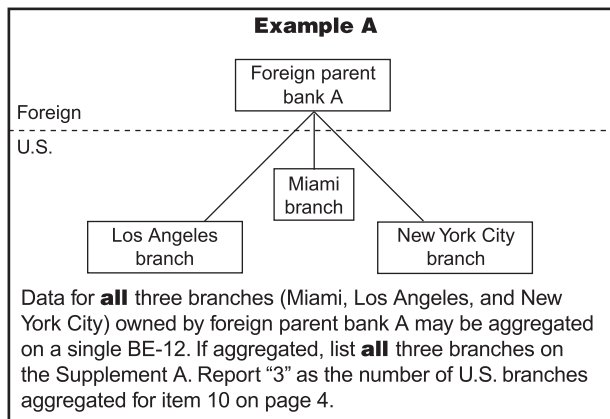 Example A
Foreign parent
bank A
Foreign
U.S.
Miami
branch
Los Angeles
branch
New York City
branch
Data for all three branches (Miami, Los Angeles, and New
York City) owned by foreign parent bank A may be aggregated
on a single BE-12. If aggregated, list all three branches on
the Supplement A. Report “3” as the number of U.S. branches
aggregated for item 10 on page 4.